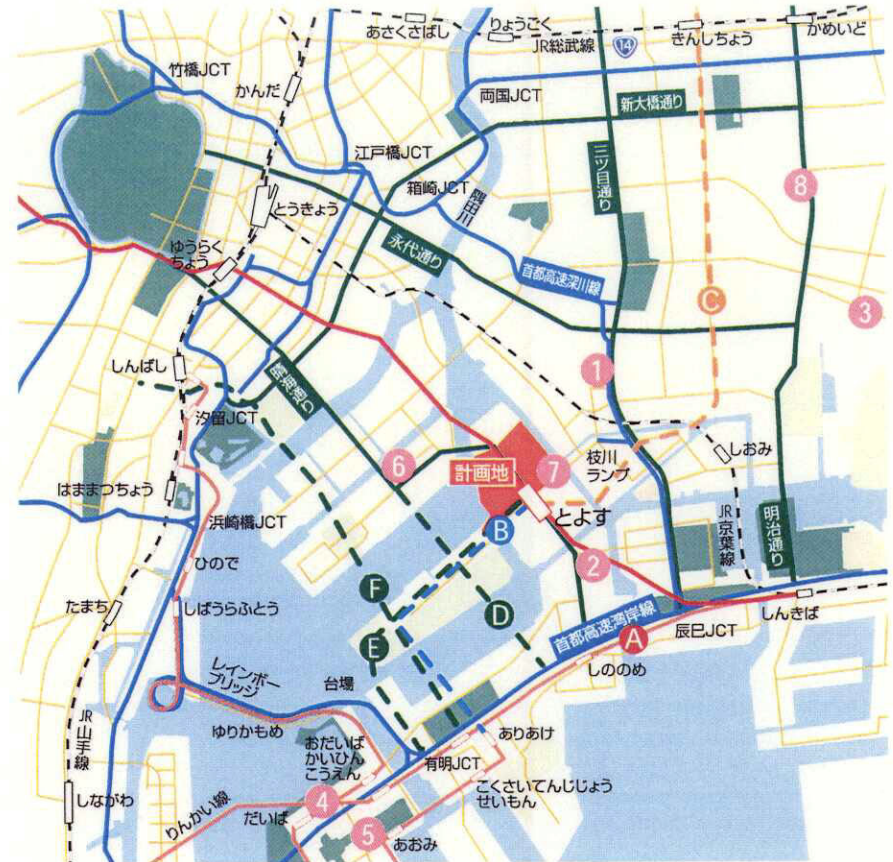 りょうごく
あさくさばし
JR総武線
14
きんしちょう
かめいど
竹橋JCT
かんだ
両国JCT
新大橋通り
江戸橋JCT
箱崎JCT
三ツ目通り
8
隅田川
とうきょう
永代通り
ゆうらく
ちょう
首都高速深川線
C
3
しんばし
晴海通り
1
汐留JCT
しおみ
6
計画地
7
枝川
ランプ
はままつちょう
とよす
浜崎橋JCT
B
JR京葉線
明治通り
ひので
2
F
D
たまち
しばうらふとう
首都高速湾岸線
A
しんきば
辰巳JCT
E
しののめ
レインボー
ブリッジ
台場
JR山手線
ゆりかもめ
おだいば
かいひん
こうえん
ありあけ
有明JCT
こくさいてんじじょう
せいもん
しながわ
りんかい線
だいば
4
5
あおみ